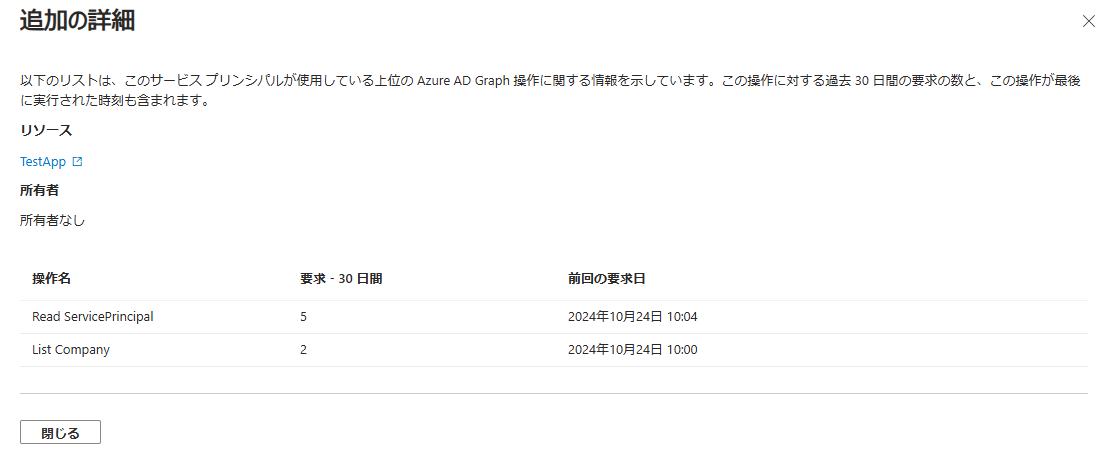 追加の詳細
以下のリストは、このサービス プリンシパルが使用している上位の Azure AD Graph 操作に関する情報を示しています。この操作に対する過去 30 日間の要求の数と、この操作が最後
に実行された時刻も含まれます。
リソース
TestApp
所有者
所有者なし
操作名 要求 - 30 日間 前回の要求日
Read ServicePrincipal 5 2024年10月24日 10:04
List Company 2 2024年10月24日 10:00
閉じる